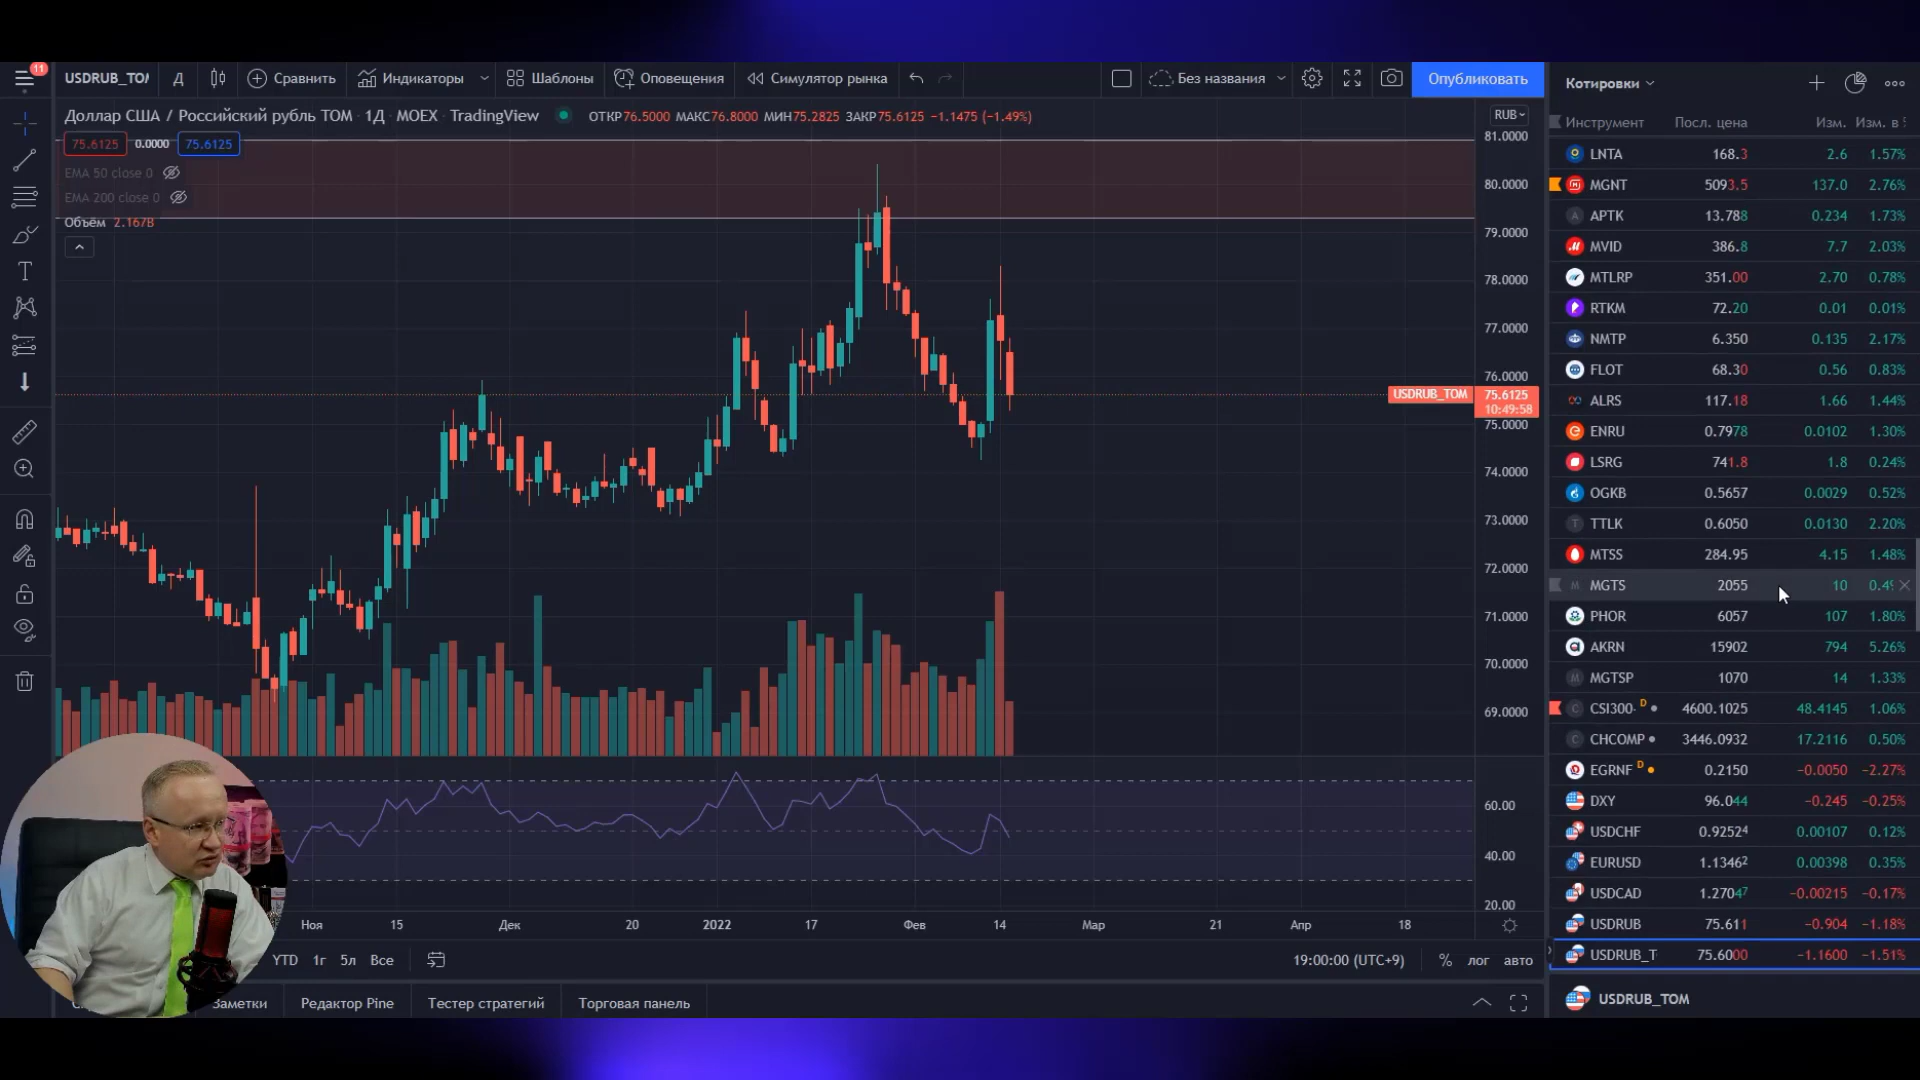 11
USDRUB_TOM Д Сравнить Индикаторы Шаблоны Оповещения Симулятор рынка Без названия Опубликовать
Доллар США / Российский рубль ТОМ · 1Д · MOEX · TradingView ОТКР76.5000 МАКС76.8000 МИН75.2825 ЗАКР75.6125 −1.1475 (−1.49%)
75.6125 0.0000 75.6125
EMA 50 close 0
EMA 200 close 0
Объём 2.167B
RUB
81.0000
80.0000
79.0000
78.0000
77.0000
76.0000
USDRUB_TOM 75.6125
10:49:58
75.0000
74.0000
73.0000
72.0000
71.0000
70.0000
69.0000
60.00
40.00
20.00
Ноя 15 Дек 20 2022 17 Фев 14 Мар 21 Апр 18
YTD 1г 5л Все 19:00:00 (UTC+9) % лог авто
Заметки Редактор Pine Тестер стратегий Торговая панель
Котировки
Инструмент Посл. цена Изм. Изм. в
LNTA 168.3 2.6 1.57%
MGNT 5093.5 137.0 2.76%
A APTK 13.788 0.234 1.73%
MVID 386.8 7.7 2.03%
MTLRP 351.00 2.70 0.78%
RTKM 72.20 0.01 0.01%
NMTP 6.350 0.135 2.17%
FLOT 68.30 0.56 0.83%
ALRS 117.18 1.66 1.44%
ENRU 0.7978 0.0102 1.30%
LSRG 741.8 1.8 0.24%
OGKB 0.5657 0.0029 0.52%
T TTLK 0.6050 0.0130 2.20%
MTSS 284.95 4.15 1.48%
M MGTS 2055 10 0.4
PHOR 6057 107 1.80%
AKRN 15902 794 5.26%
M MGTSP 1070 14 1.33%
C CSI300- D 4600.1025 48.4145 1.06%
C CHCOMP 3446.0932 17.2116 0.50%
EGRNF D 0.2150 −0.0050 −2.27%
DXY 96.044 −0.245 −0.25%
USDCHF 0.92524 0.00107 0.12%
EURUSD 1.13462 0.00398 0.35%
USDCAD 1.27047 −0.00215 −0.17%
USDRUB 75.611 −0.904 −1.18%
USDRUB_T 75.6000 −1.1600 −1.51%
USDRUB_TOM